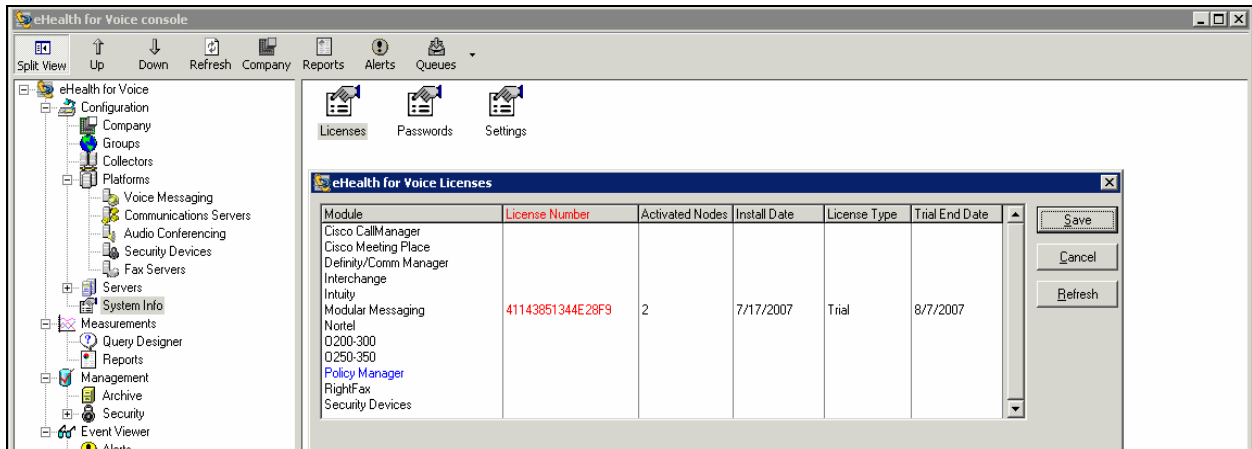 eHealth for Voice console
Split View Up Down Refresh Company Reports Alerts Queues
eHealth for Voice
Configuration
Company
Groups
Collectors
Platforms
Voice Messaging
Communications Servers
Audio Conferencing
Security Devices
Fax Servers
Servers
System Info
Measurements
Query Designer
Reports
Management
Archive
Security
Event Viewer
Alerts
Licenses Passwords Settings
eHealth for Voice Licenses
Module License Number Activated Nodes Install Date License Type Trial End Date
Cisco CallManager
Cisco Meeting Place
Definity/Comm Manager
Interchange
Intuity
Modular Messaging 41143851344E28F9 2 7/17/2007 Trial 8/7/2007
Nortel
O200-300
O250-350
Policy Manager
RightFax
Security Devices
Save
Cancel
Refresh